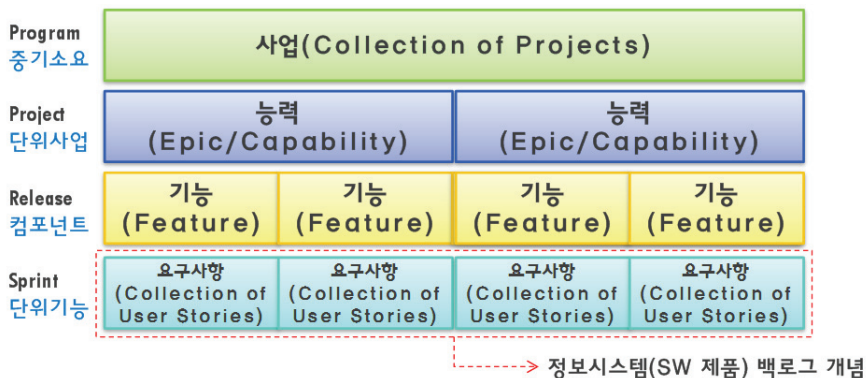 Program
중기소요
사업(Collection of Projects)
Project
단위사업
능력
(Epic/Capability)
능력
(Epic/Capability)
Release
컴포넌트
기능
(Feature)
기능
(Feature)
기능
(Feature)
기능
(Feature)
Sprint
단위기능
요구사항
(Collection of
User Stories)
요구사항
(Collection of
User Stories)
요구사항
(Collection of
User Stories)
요구사항
(Collection of
User Stories)
정보시스템(SW 제품) 백로그 개념